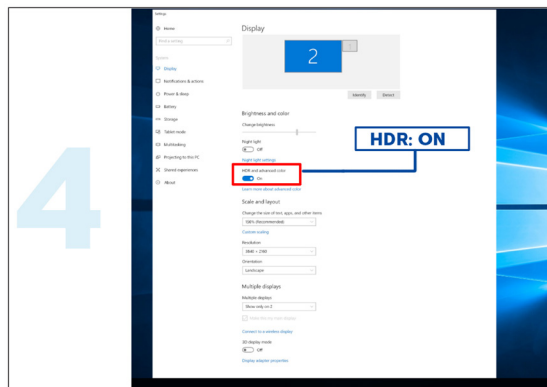 4
Settings
Home
Find a setting
System
Display
Notifications & actions
Power & sleep
Battery
Storage
Tablet mode
Multitasking
Projecting to this PC
Shared experiences
About
Display
2
1
Identify
Detect
Brightness and color
Change brightness
Night light
Off
Night light settings
HDR and advanced color
On
Learn more about advanced color
HDR: ON
Scale and layout
Change the size of text, apps, and other items
Custom scaling
Resolution
Orientation
Landscape
Multiple displays
Multiple displays
Show only on 2
Connect to a wireless display
3D display mode
Off
Display adapter properties